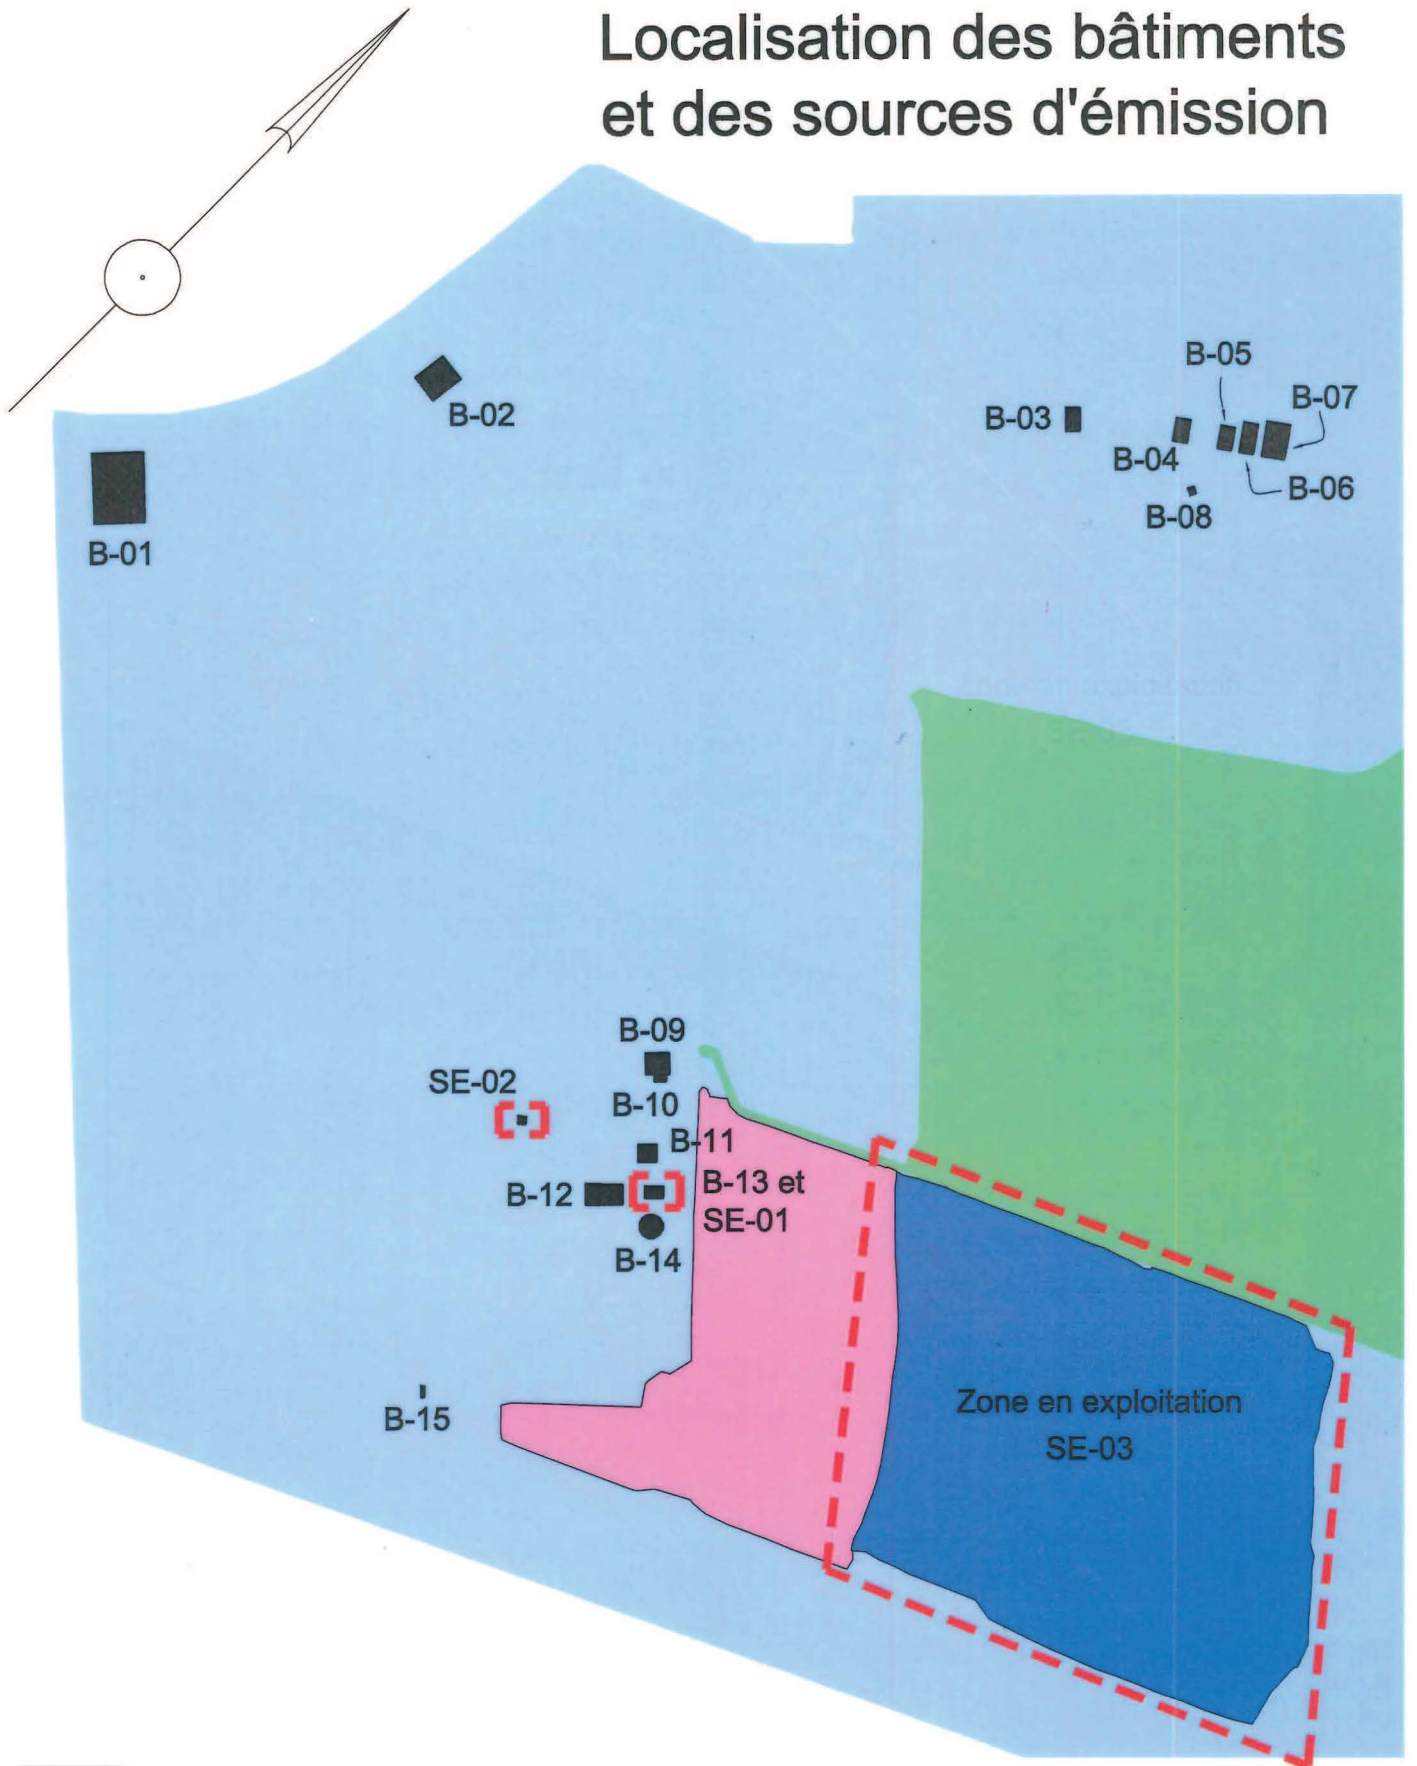 Localisation des bâtiments
et des sources d'émission
B-05
B-07
B-02
B-03
B-04
B-06
B-08
B-01
B-09
SE-02
B-10
B-11
B-12
B-13 et
SE-01
B-14
B-15
Zone en exploitation
SE-03